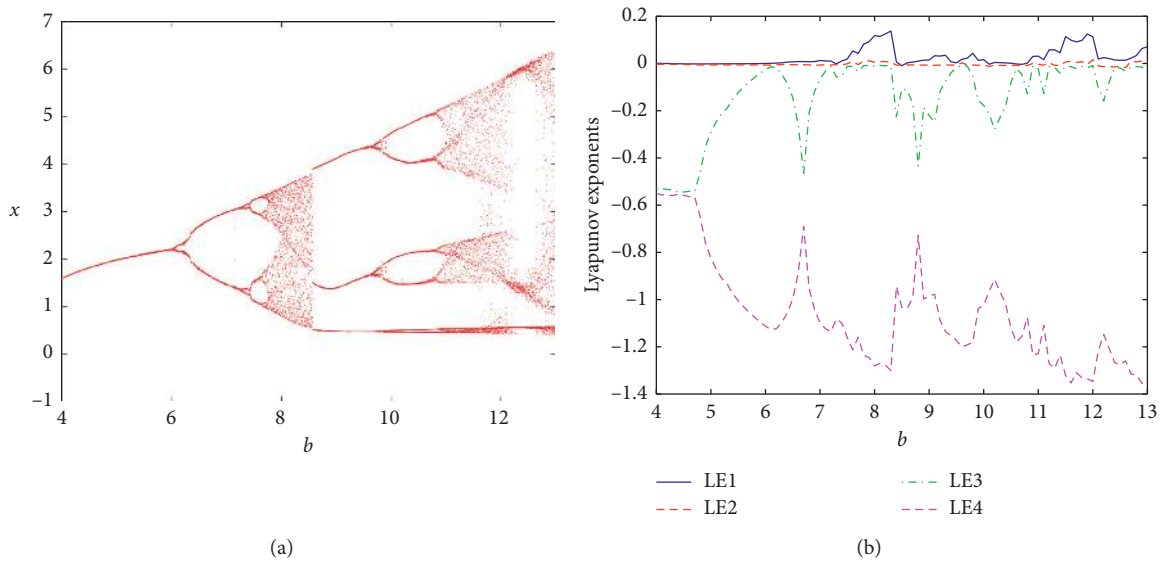 7
6
5
4
3
2
1
0
–1
x
4 6 8 10 12
b
(a)
0.2
0
–0.2
–0.4
–0.6
–0.8
–1
–1.2
–1.4
Lyapunov exponents
4 5 6 7 8 9 10 11 12 13
b
LE1 LE3
LE2 LE4
(b)